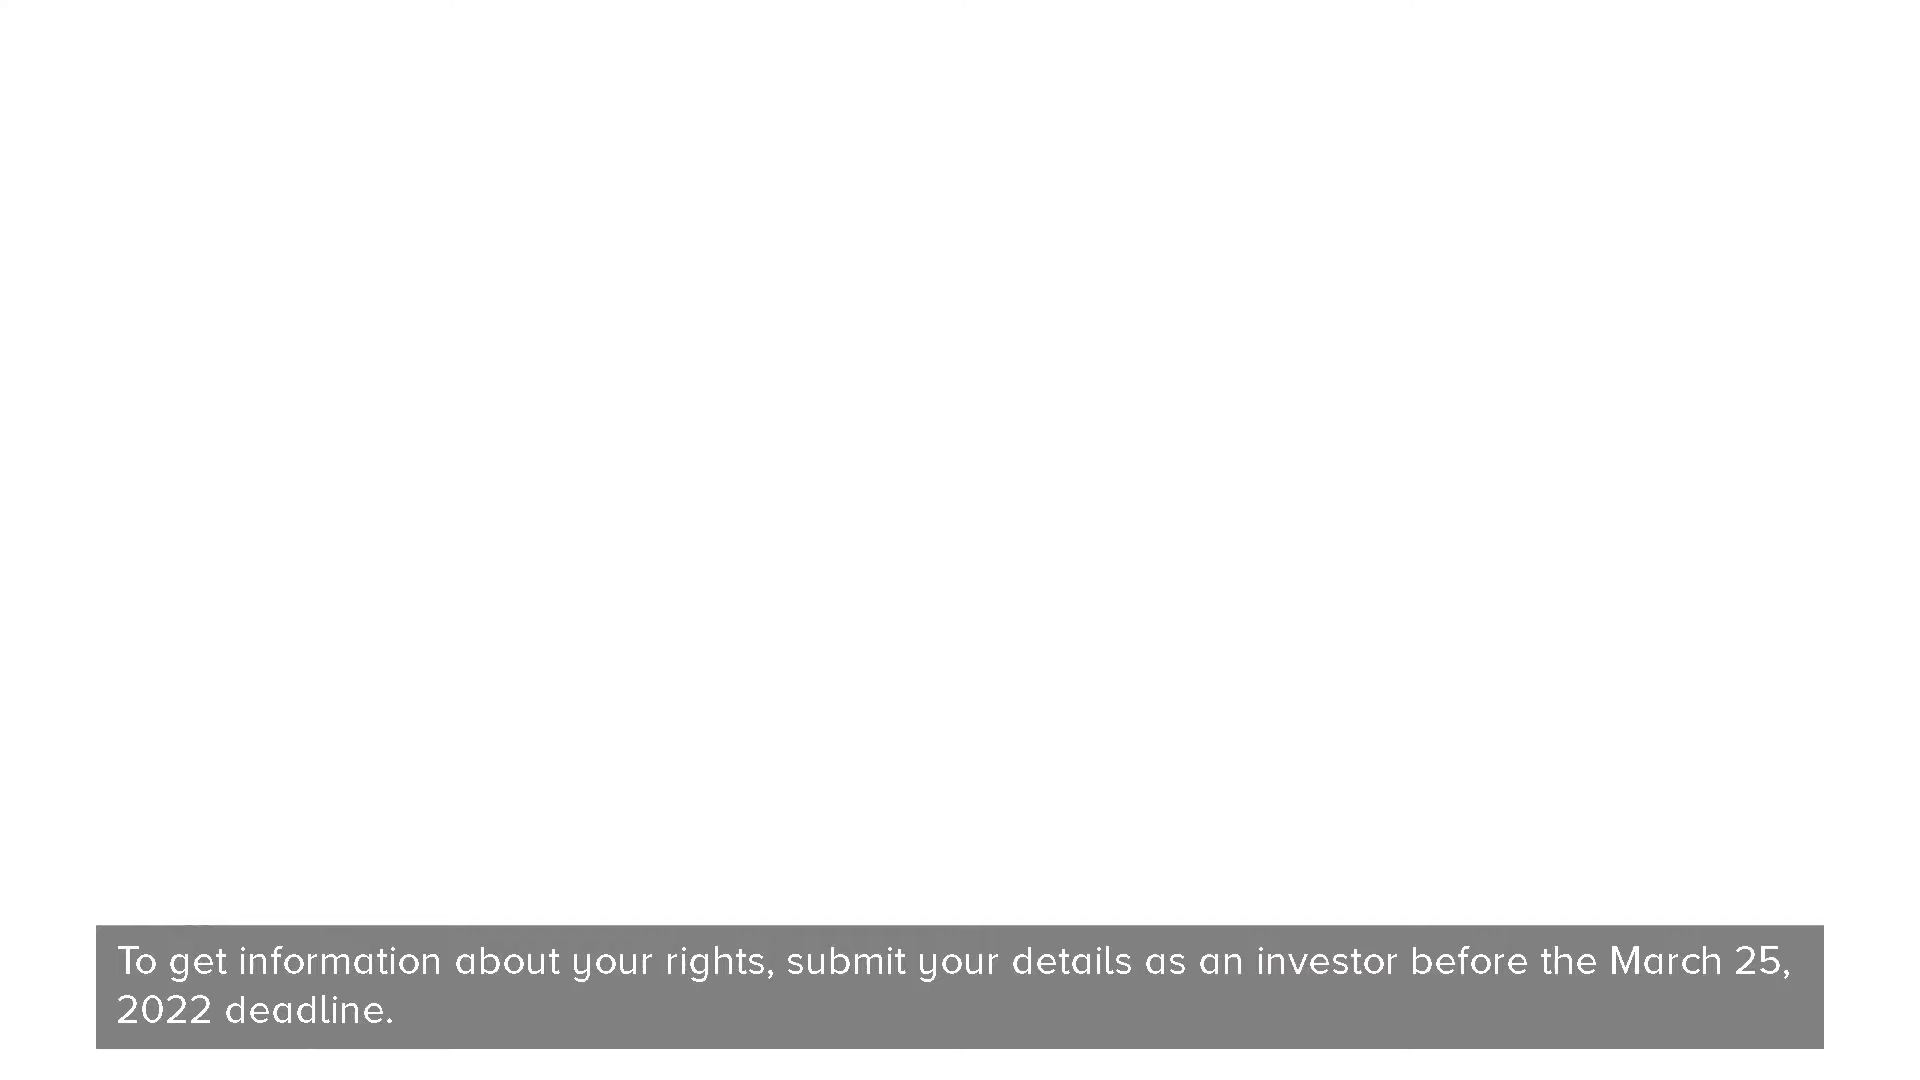 To get information about your rights, submit your details as an investor before the March 25,
2022 deadline.